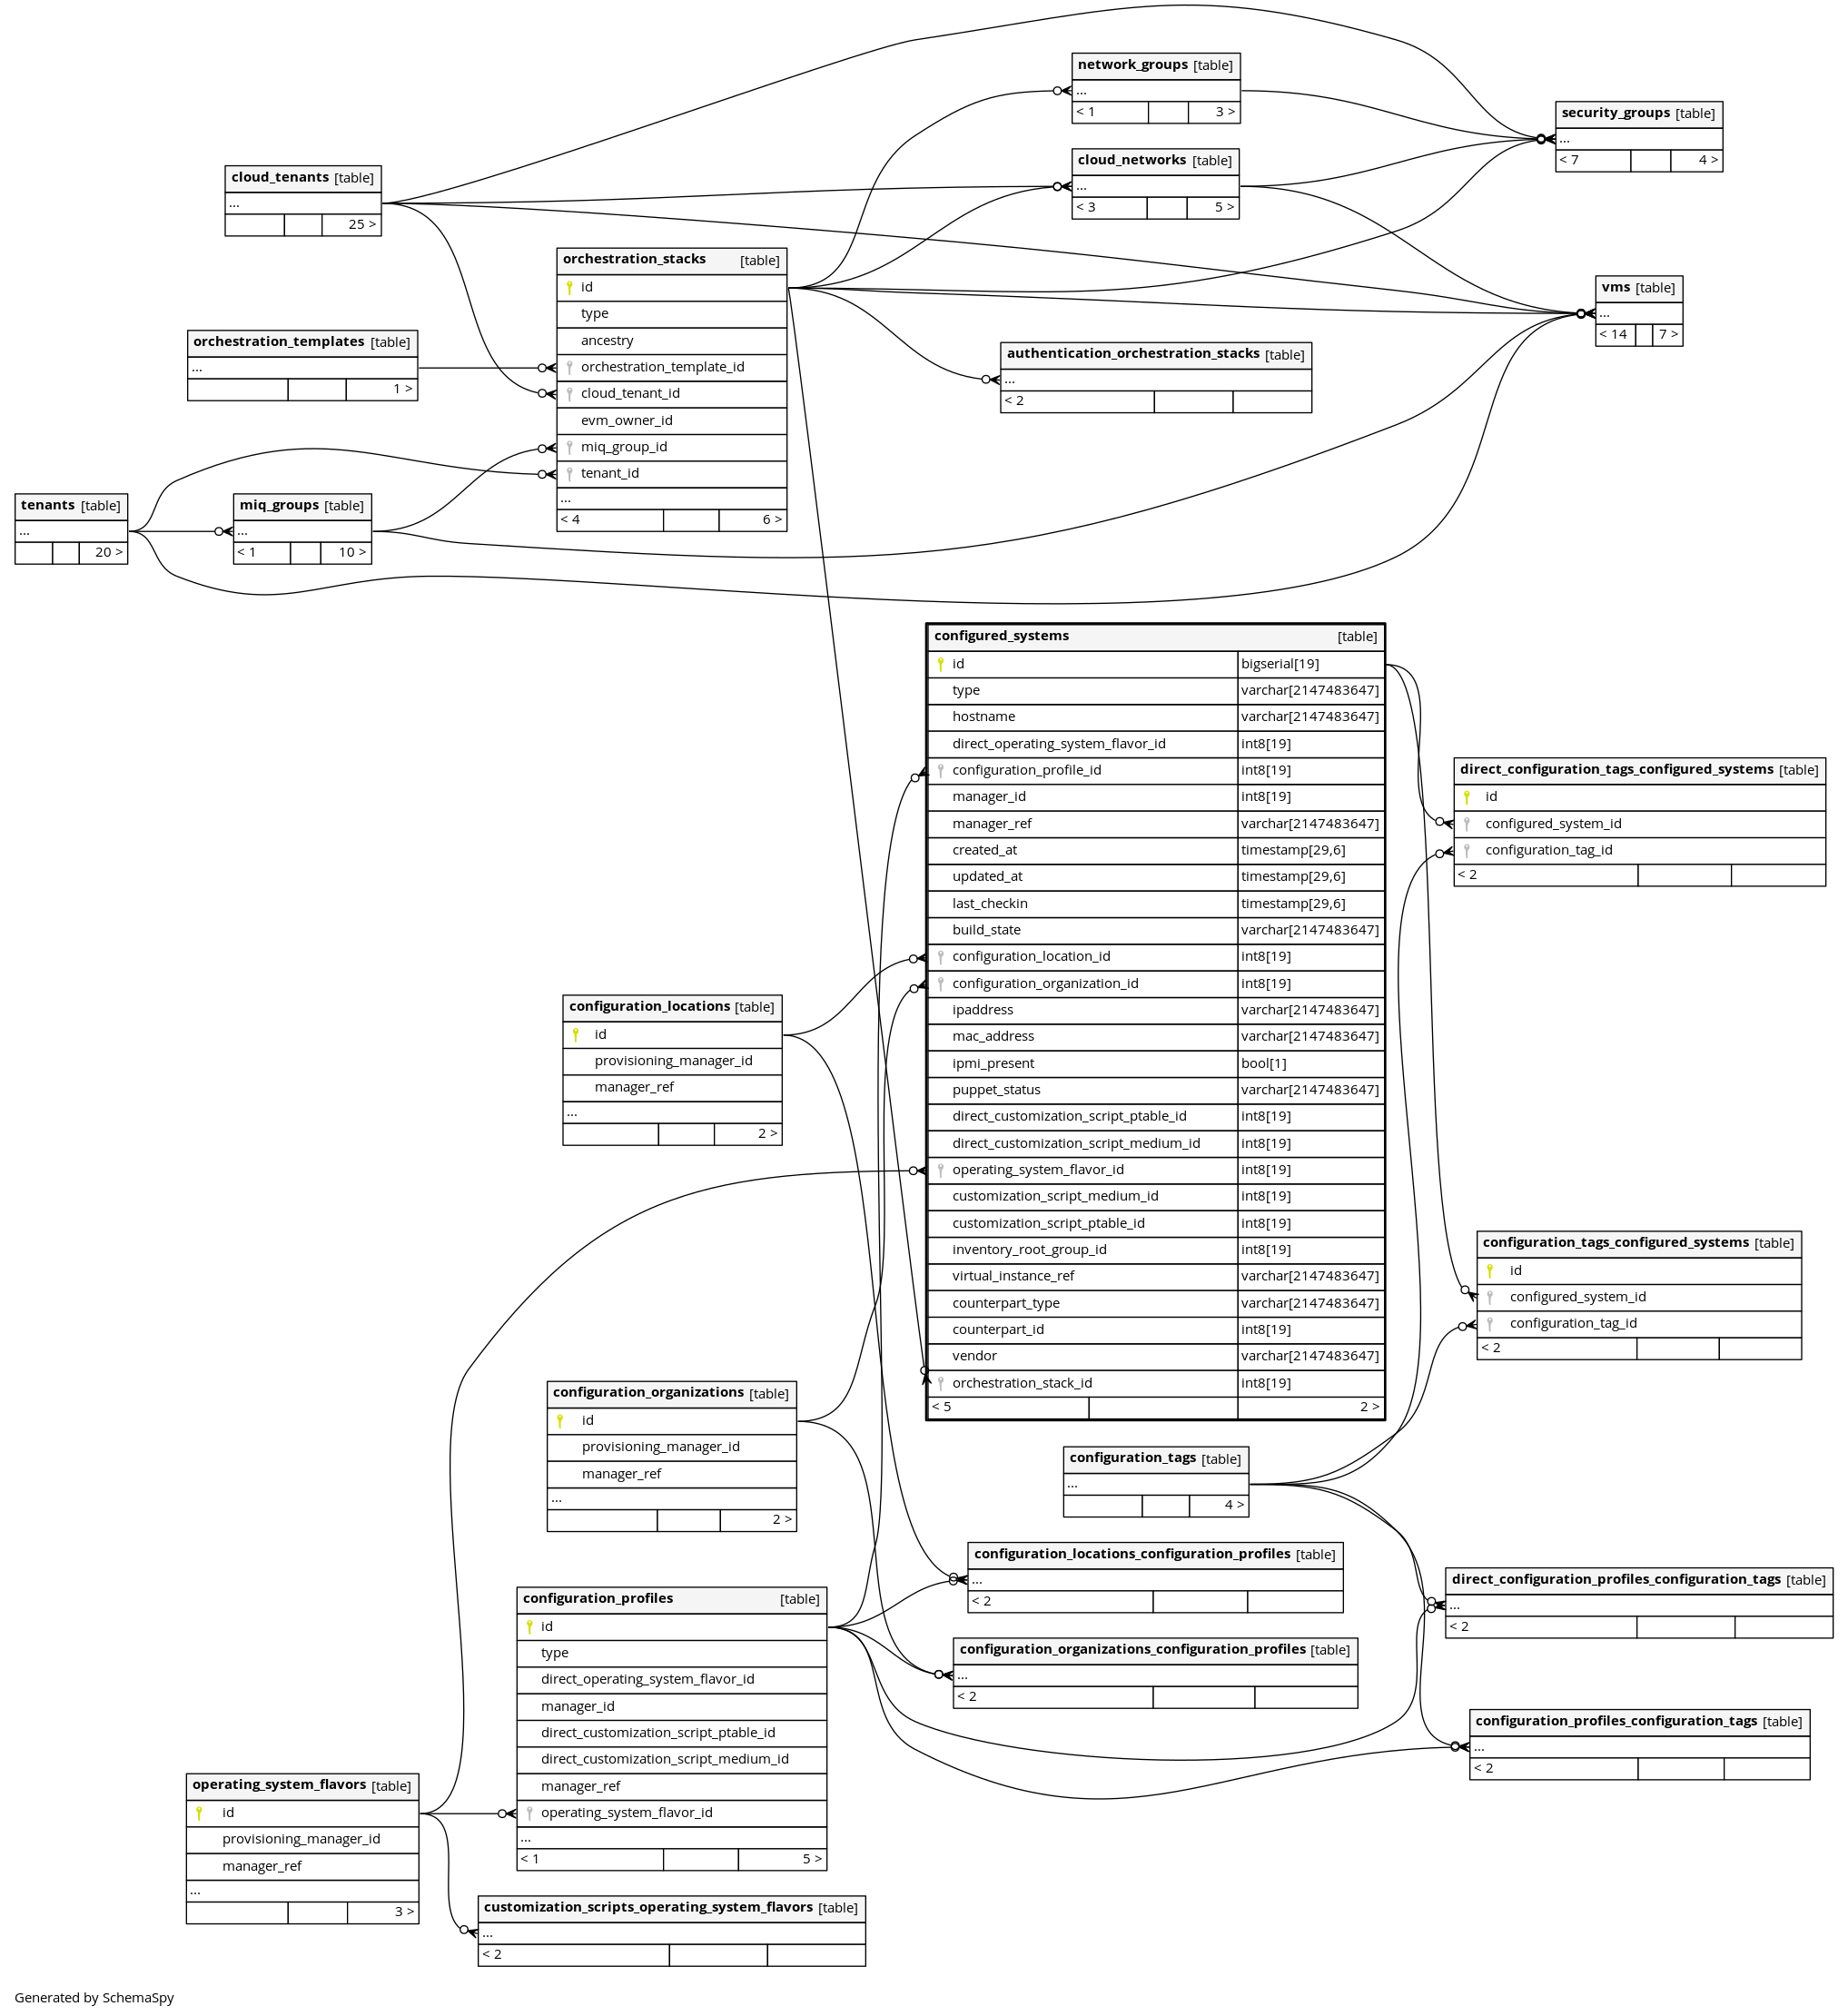 network_groups [table]
...
< 1 3 >
security_groups [table]
...
< 7 4 >
cloud_networks [table]
...
< 3 5 >
cloud_tenants [table]
...
25 >
orchestration_stacks [table]
id
type
ancestry
orchestration_template_id
cloud_tenant_id
evm_owner_id
miq_group_id
tenant_id
...
< 4 6 >
vms [table]
...
< 14 7 >
orchestration_templates [table]
...
1 >
authentication_orchestration_stacks [table]
...
< 2
tenants [table]
...
20 >
miq_groups [table]
...
< 1 10 >
configured_systems [table]
id bigserial[19]
type varchar[2147483647]
hostname varchar[2147483647]
direct_operating_system_flavor_id int8[19]
configuration_profile_id int8[19]
manager_id int8[19]
manager_ref varchar[2147483647]
created_at timestamp[29,6]
updated_at timestamp[29,6]
last_checkin timestamp[29,6]
build_state varchar[2147483647]
configuration_location_id int8[19]
configuration_organization_id int8[19]
ipaddress varchar[2147483647]
mac_address varchar[2147483647]
ipmi_present bool[1]
puppet_status varchar[2147483647]
direct_customization_script_ptable_id int8[19]
direct_customization_script_medium_id int8[19]
operating_system_flavor_id int8[19]
customization_script_medium_id int8[19]
customization_script_ptable_id int8[19]
inventory_root_group_id int8[19]
virtual_instance_ref varchar[2147483647]
counterpart_type varchar[2147483647]
counterpart_id int8[19]
vendor varchar[2147483647]
orchestration_stack_id int8[19]
< 5 2 >
direct_configuration_tags_configured_systems [table]
id
configured_system_id
configuration_tag_id
< 2
configuration_locations [table]
id
provisioning_manager_id
manager_ref
...
2 >
configuration_tags_configured_systems [table]
id
configured_system_id
configuration_tag_id
< 2
configuration_organizations [table]
id
provisioning_manager_id
manager_ref
...
2 >
configuration_tags [table]
...
4 >
configuration_locations_configuration_profiles [table]
...
< 2
direct_configuration_profiles_configuration_tags [table]
...
< 2
configuration_profiles [table]
id
type
direct_operating_system_flavor_id
manager_id
direct_customization_script_ptable_id
direct_customization_script_medium_id
manager_ref
operating_system_flavor_id
...
< 1 5 >
configuration_organizations_configuration_profiles [table]
...
< 2
configuration_profiles_configuration_tags [table]
...
< 2
operating_system_flavors [table]
id
provisioning_manager_id
manager_ref
...
3 >
customization_scripts_operating_system_flavors [table]
...
< 2
Generated by SchemaSpy